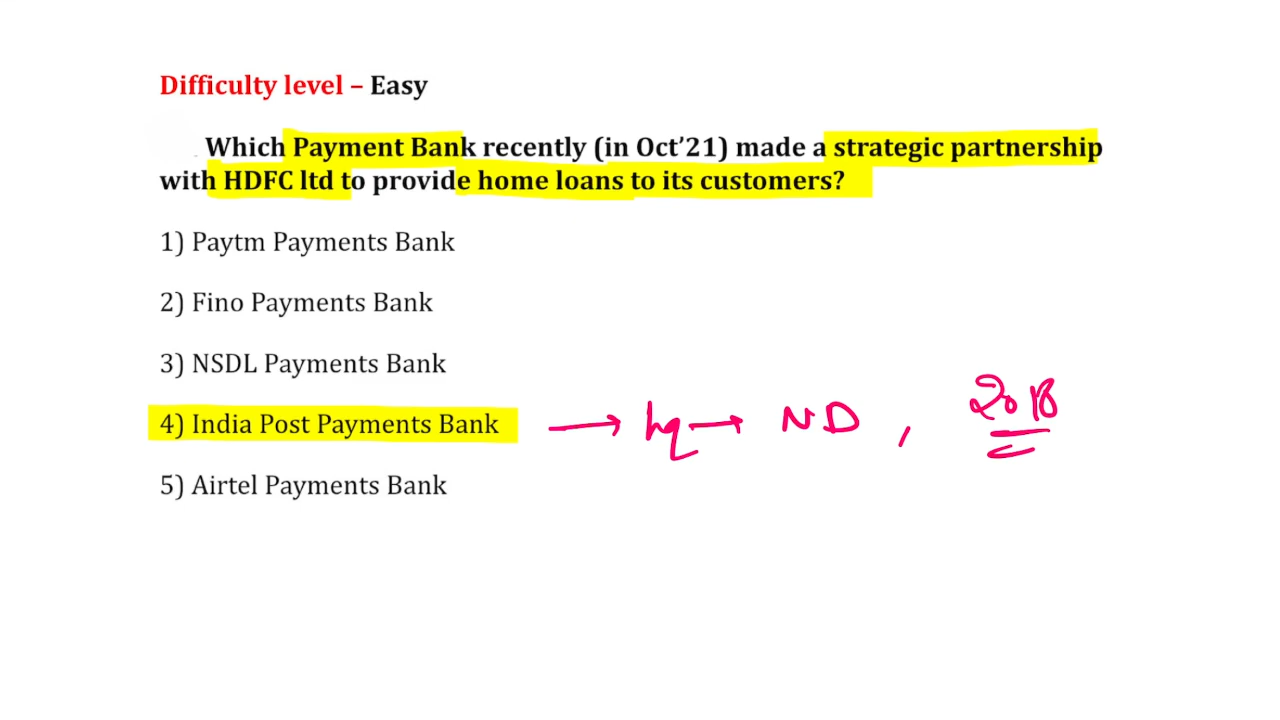 Difficulty level – Easy
Which Payment Bank recently (in Oct’21) made a strategic partnership
with HDFC ltd to provide home loans to its customers?
1) Paytm Payments Bank
2) Fino Payments Bank
3) NSDL Payments Bank
4) India Post Payments Bank → hq → ND , 2018
5) Airtel Payments Bank